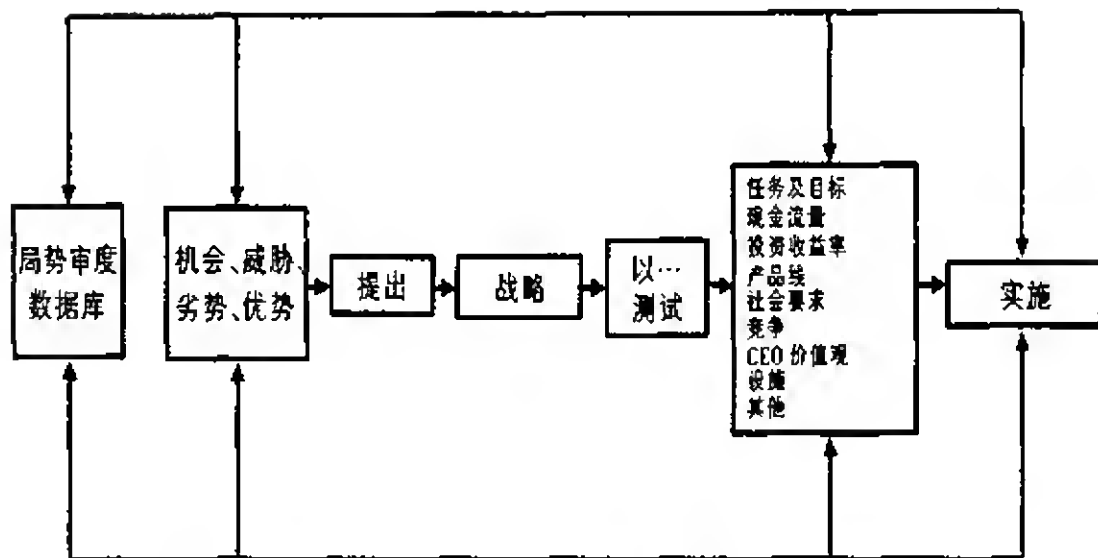 局势审度
数据库
机会、威胁、
劣势、优势
提出
战略
以…
测试
任务及目标
现金流量
投资收益率
产品线
社会要求
竞争
CEO 价值观
设施
其他
实施